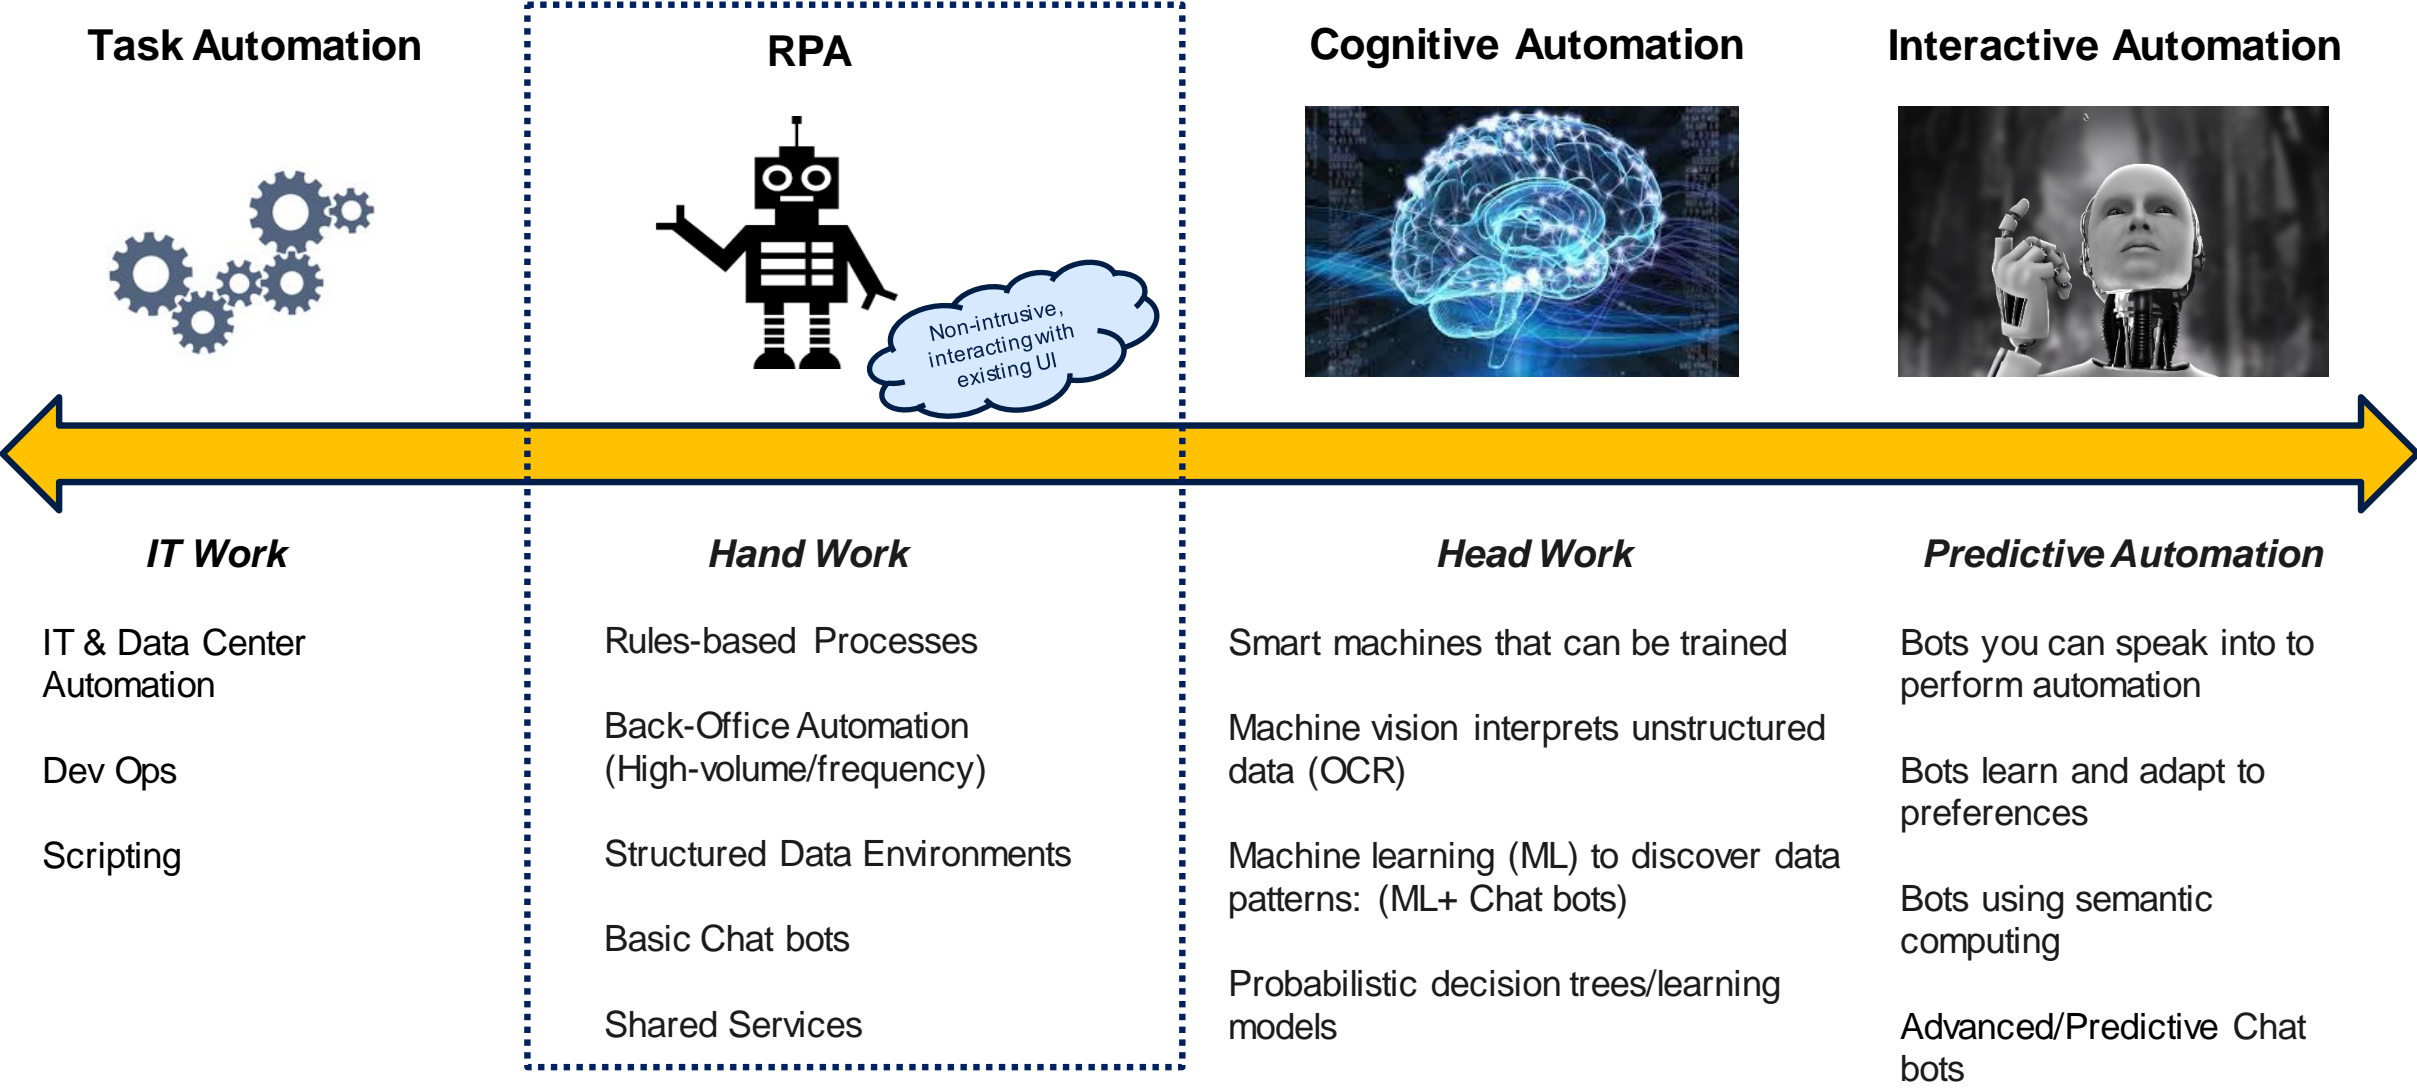 Task Automation
RPA
Cognitive Automation
Interactive Automation
Non-intrusive,
interacting with
existing UI
IT Work
IT & Data Center
Automation
Dev Ops
Scripting
Hand Work
Rules-based Processes
Back-Office Automation
(High-volume/frequency)
Structured Data Environments
Basic Chat bots
Shared Services
Head Work
Smart machines that can be trained
Machine vision interprets unstructured
data (OCR)
Machine learning (ML) to discover data
patterns: (ML+ Chat bots)
Probabilistic decision trees/learning
models
Predictive Automation
Bots you can speak into to
perform automation
Bots learn and adapt to
preferences
Bots using semantic
computing
Advanced/Predictive Chat
bots